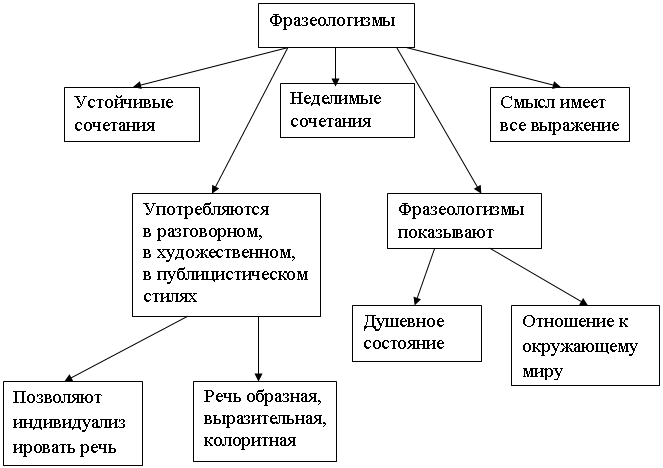 Фразеологизмы
Устойчивые
сочетания
Неделимые
сочетания
Смысл имеет
все выражение
Употребляются
в разговорном,
в художественном,
в публицистическом
стилях
Фразеологизмы
показывают
Душевное
состояние
Отношение к
окружающему
миру
Позволяют
индивидуализ
ировать речь
Речь образная,
выразительная,
колоритная